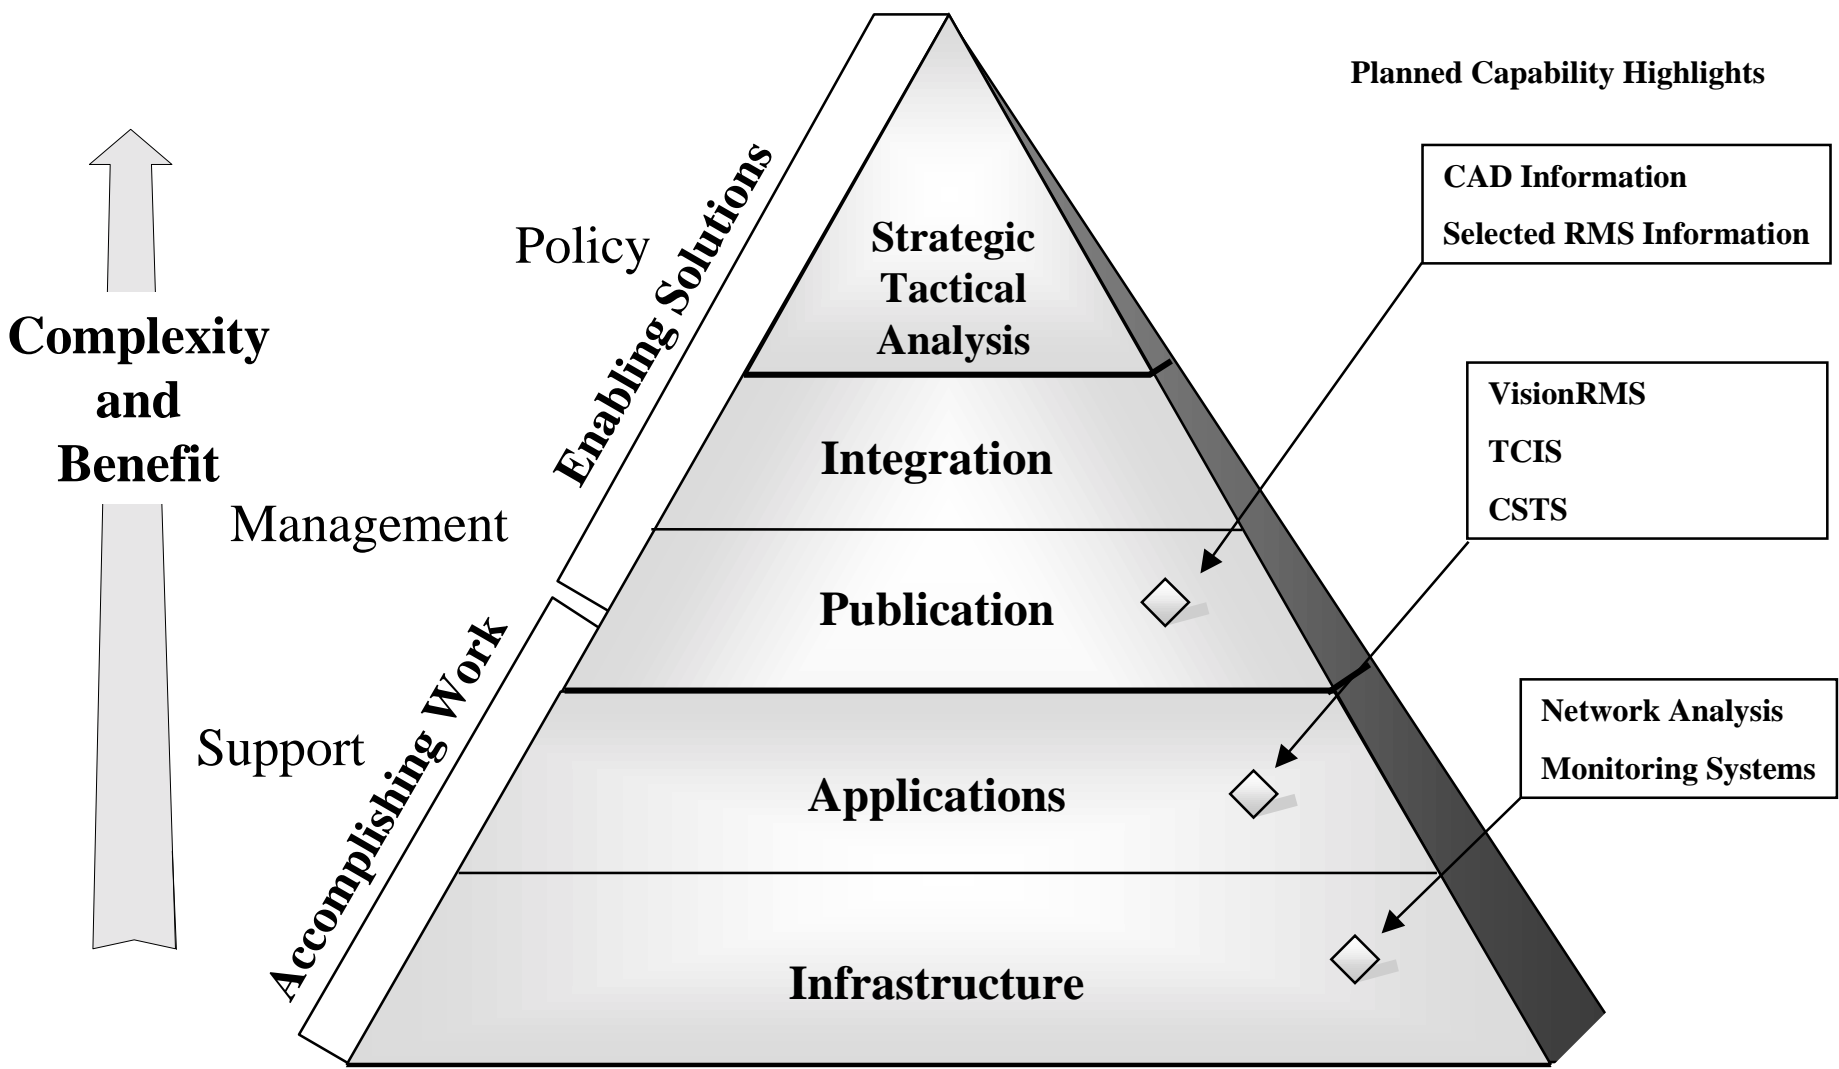 Planned Capability Highlights
CAD Information
Selected RMS Information
Policy
Enabling Solutions
Strategic
Tactical
Analysis
Complexity
and
Benefit
VisionRMS
TCIS
CSTS
Integration
Management
Publication
Accomplishing Work
Support
Network Analysis
Monitoring Systems
Applications
Infrastructure